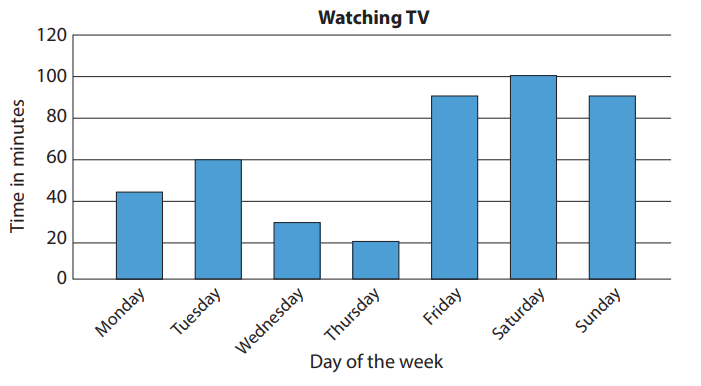 Watching TV
120
100
80
60
40
20
0
Time in minutes
Monday
Tuesday
Wednesday
Thursday
Friday
Saturday
Sunday
Day of the week